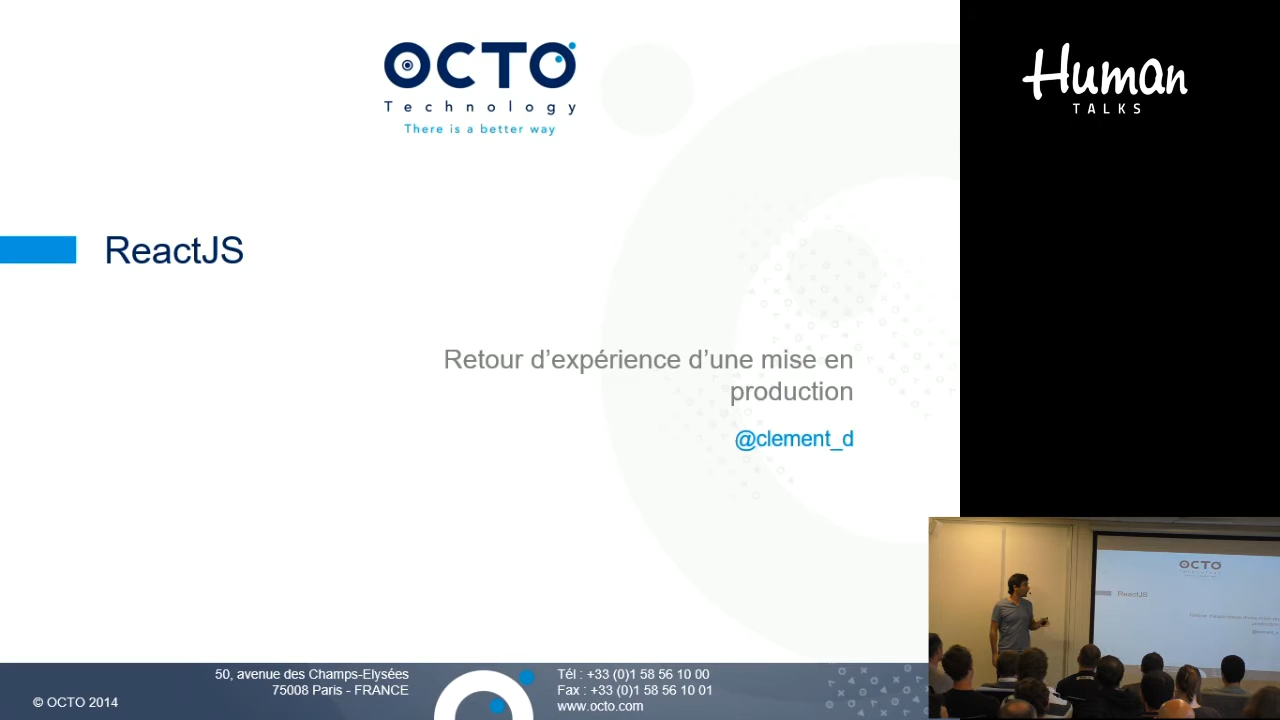 OCTO
Technology
There is a better way
Human
TALKS
ReactJS
Retour d'expérience d'une mise en
production
@clement_d
OCTO
ReactJS
50, avenue des Champs-Elysées
75008 Paris - FRANCE
Tél : +33 (0)1 58 56 10 00
Fax : +33 (0)1 58 56 10 01
www.octo.com
© OCTO 2014